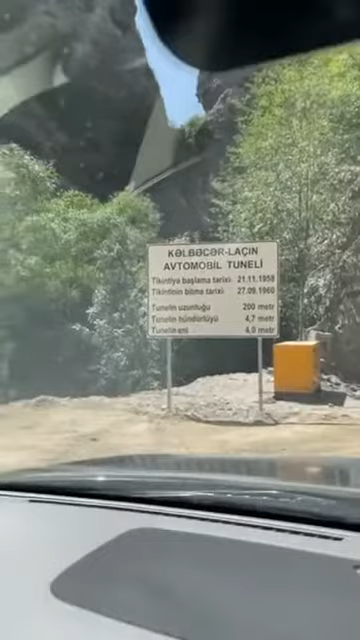 KƏLBƏCƏR-LAÇIN
AVTOMOBİL TUNELİ
Tikintiyə başlama tarixi 21.11.1958
Tikintinin bitmə tarixi 27.09.1960
Tunelin uzunluğu 200 metr
Tunelin hündürlüyü 4,7 metr
Tunelin eni 4,0 metr